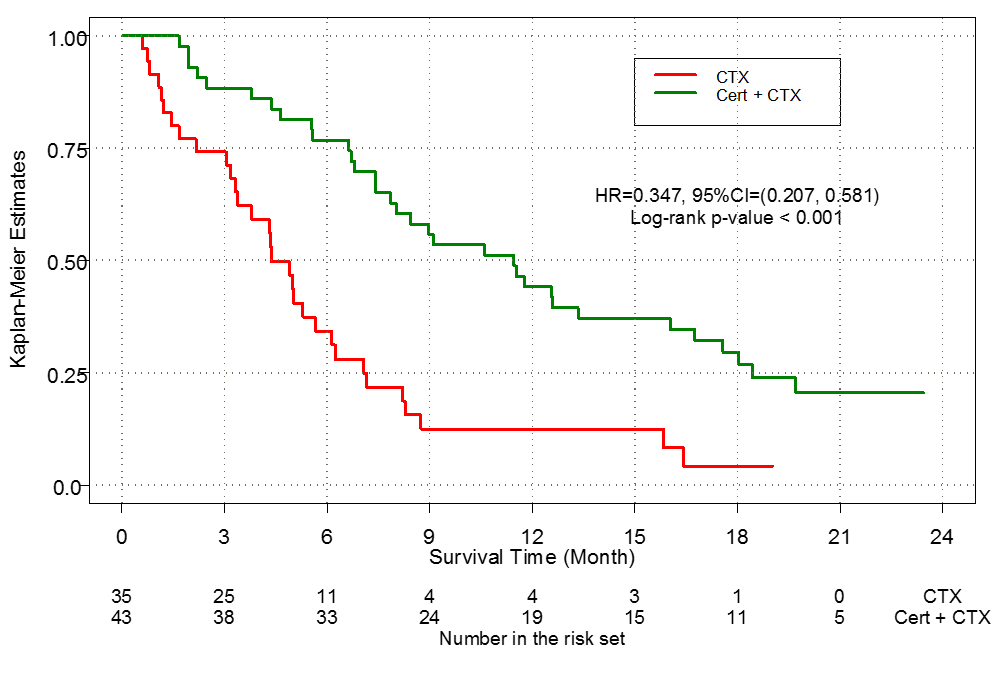 1.00
0.75
0.50
0.25
0.0
Kaplan-Meier Estimates
CTX
Cert + CTX
HR=0.347, 95%CI=(0.207, 0.581)
Log-rank p-value < 0.001
0 3 6 9 12 15 18 21 24
Survival Time (Month)
35 25 11 4 4 3 1 0 CTX
43 38 33 24 19 15 11 5 Cert + CTX
Number in the risk set